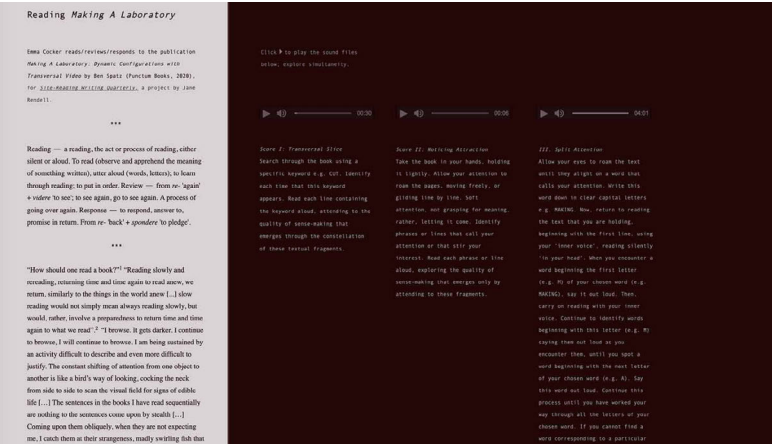 Reading Making A Laboratory
Emma Cocker reads/reviews/responds to the publication
Making A Laboratory: Dynamic Configurations with
Transversal Video by Ben Spatz (Punctum Books, 2020),
for Site-Reading Writing Quarterly, a project by Jane
Rendell.
***
Reading — a reading, the act or process of reading, either
silent or aloud. To read (observe and apprehend the meaning
of something written), utter aloud (words, letters); to learn
through reading; to put in order. Review — from re- 'again'
+ videre 'to see'; to see again, go to see again. A process of
going over again. Response — to respond, answer to,
promise in return. From re- 'back' + spondere 'to pledge'.
***
"How should one read a book?"1 "Reading slowly and
rereading, returning time and time again to read anew, we
return, similarly to the things in the world anew [...] slow
reading would not simply mean always reading slowly, but
would, rather, involve a preparedness to return time and time
again to what we read".2 "I browse. It gets darker. I continue
to browse, I will continue to browse. I am being sustained by
an activity difficult to describe and even more difficult to
justify. The constant shifting of attention from one object to
another is like a bird's way of looking, cocking the neck
from side to side to scan the visual field for signs of edible
life [...] The sentences in the books I have read sequentially
are nothing to the sentences come upon by stealth [...]
Coming upon them obliquely, when they are not expecting
me, I catch them at their strangeness, madly swirling fish that
Click to play the sound files
below, explore simultaneity.
00:30
Score I: Transversal Slice
Search through the book using a
specific keyword e.g. CUT. Identify
each time that this keyword
appears. Read each line containing
the keyword aloud, attending to the
quality of sense-making that
emerges through the constellation
of these textual fragments.
00:06
Score II: Noticing Attraction
Take the book in your hands, holding
it lightly. Allow your attention to
roam the pages, moving freely, or
gliding line by line. Soft
attention, not grasping for meaning,
rather, letting it come. Identify
phrases or lines that call your
attention or that stir your
interest. Read each phrase or line
aloud, exploring the quality of
sense-making that emerges only by
attending to these fragments.
04:01
III. Split Attention
Allow your eyes to roam the text
until they alight on a word that
calls your attention. Write this
word down in clear capital letters
e.g. MAKING. Now, return to reading
the text that you are holding,
beginning with the first line, using
your 'inner voice', reading silently
'in your head'. When you encounter a
word beginning the first letter
(e.g. M) of your chosen word (e.g.
MAKING), say it out loud. Then,
carry on reading with your inner
voice. Continue to identify words
beginning with this letter (e.g. M)
saying them out loud as you
encounter them, until you spot a
word beginning with the next letter
of your chosen word (e.g. A). Say
this word out loud. Continue this
process until you have worked your
way through all the letters of your
chosen word. If you cannot find a
word corresponding to a particular